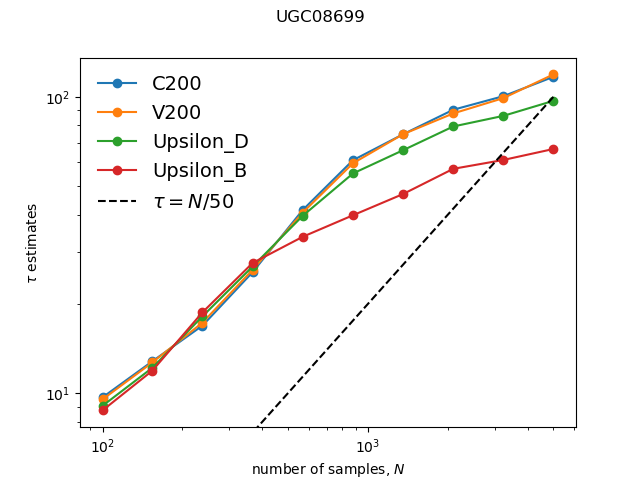 UGC08699
C200
V200
Upsilon_D
Upsilon_B
τ = N/50
10²
10¹
τ estimates
10² 10³
number of samples, N